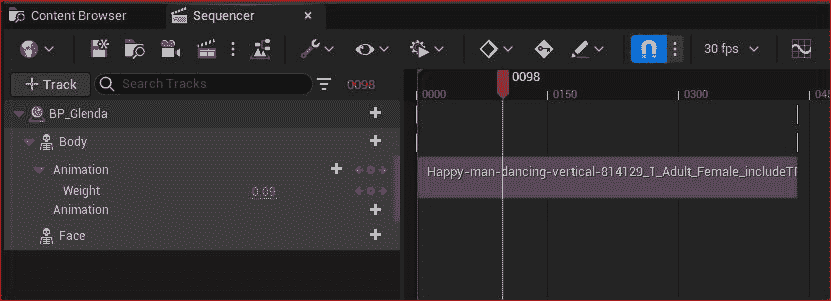 Content Browser Sequencer ×
30 fps
+ Track Search Tracks 0098
0098
0000 0150 0300
BP_Glenda
Body
Animation
Happy-man-dancing-vertical-814129_1_Adult_Female_includeTF
Weight 0.09
Animation
Face